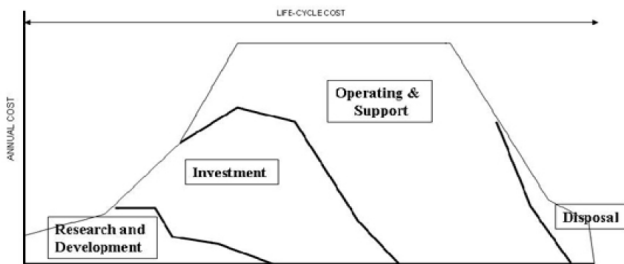 LIFE-CYCLE COST
ANNUAL COST
Operating &
Support
Investment
Research and
Development
Disposal